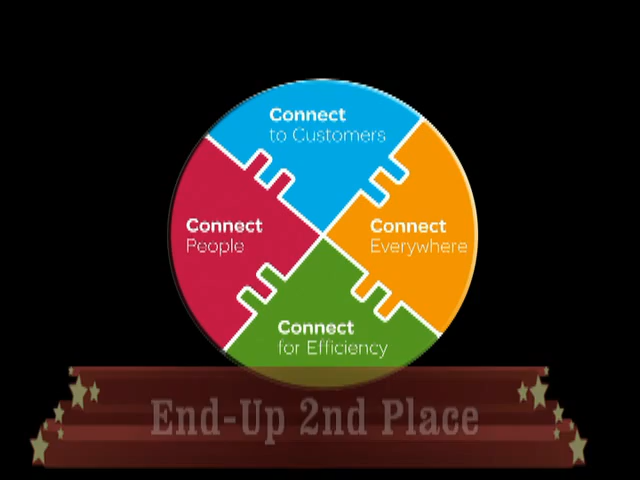 Connect
to Customers
Connect
People
Connect
Everywhere
Connect
for Efficiency
End-Up 2nd Place